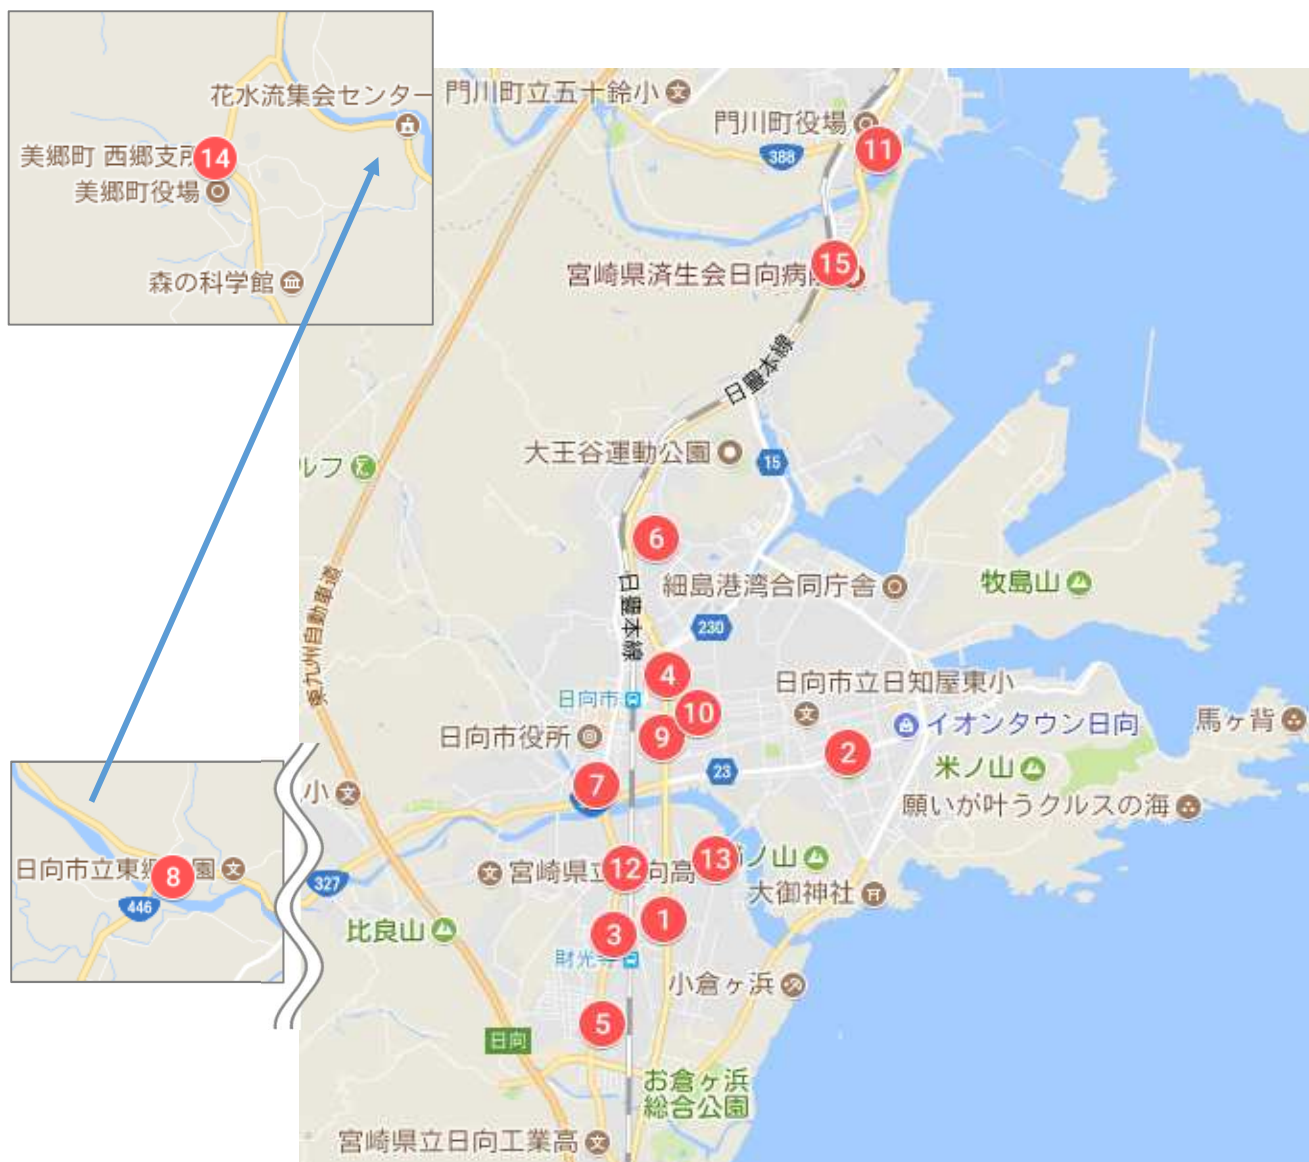 花水流集会センター
美郷町 西郷支所
14
美郷町役場
森の科学館
門川町立五十鈴小
門川町役場
11
388
宮崎県済生会日向病
15
日豊本線
大王谷運動公園
15
ルフ
6
日豊本線
細島港湾合同庁舎
牧島山
東九州自動車道
230
4
日向市
10
日向市立日知屋東小
日向市役所
9
イオンタウン日向
馬ヶ背
2
米ノ山
7
23
小
願いが叶うクルスの海
日向市立東
園
8
446
327
宮崎県立
12
向高
13
ノ山
大御神社
比良山
1
3
財光
小倉ヶ浜
5
日向
お倉ヶ浜
総合公園
宮崎県立日向工業高